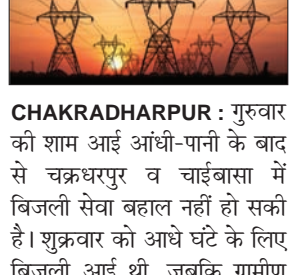 CHAKRADHARPUR : गुरुवार
की शाम आई आंधी-पानी के बाद
से चक्रधरपुर व चाईबासा में
बिजली सेवा बहाल नहीं हो सकी
है। शुक्रवार को आधे घंटे के लिए
बिजली आई थी, जबकि ग्रामीण